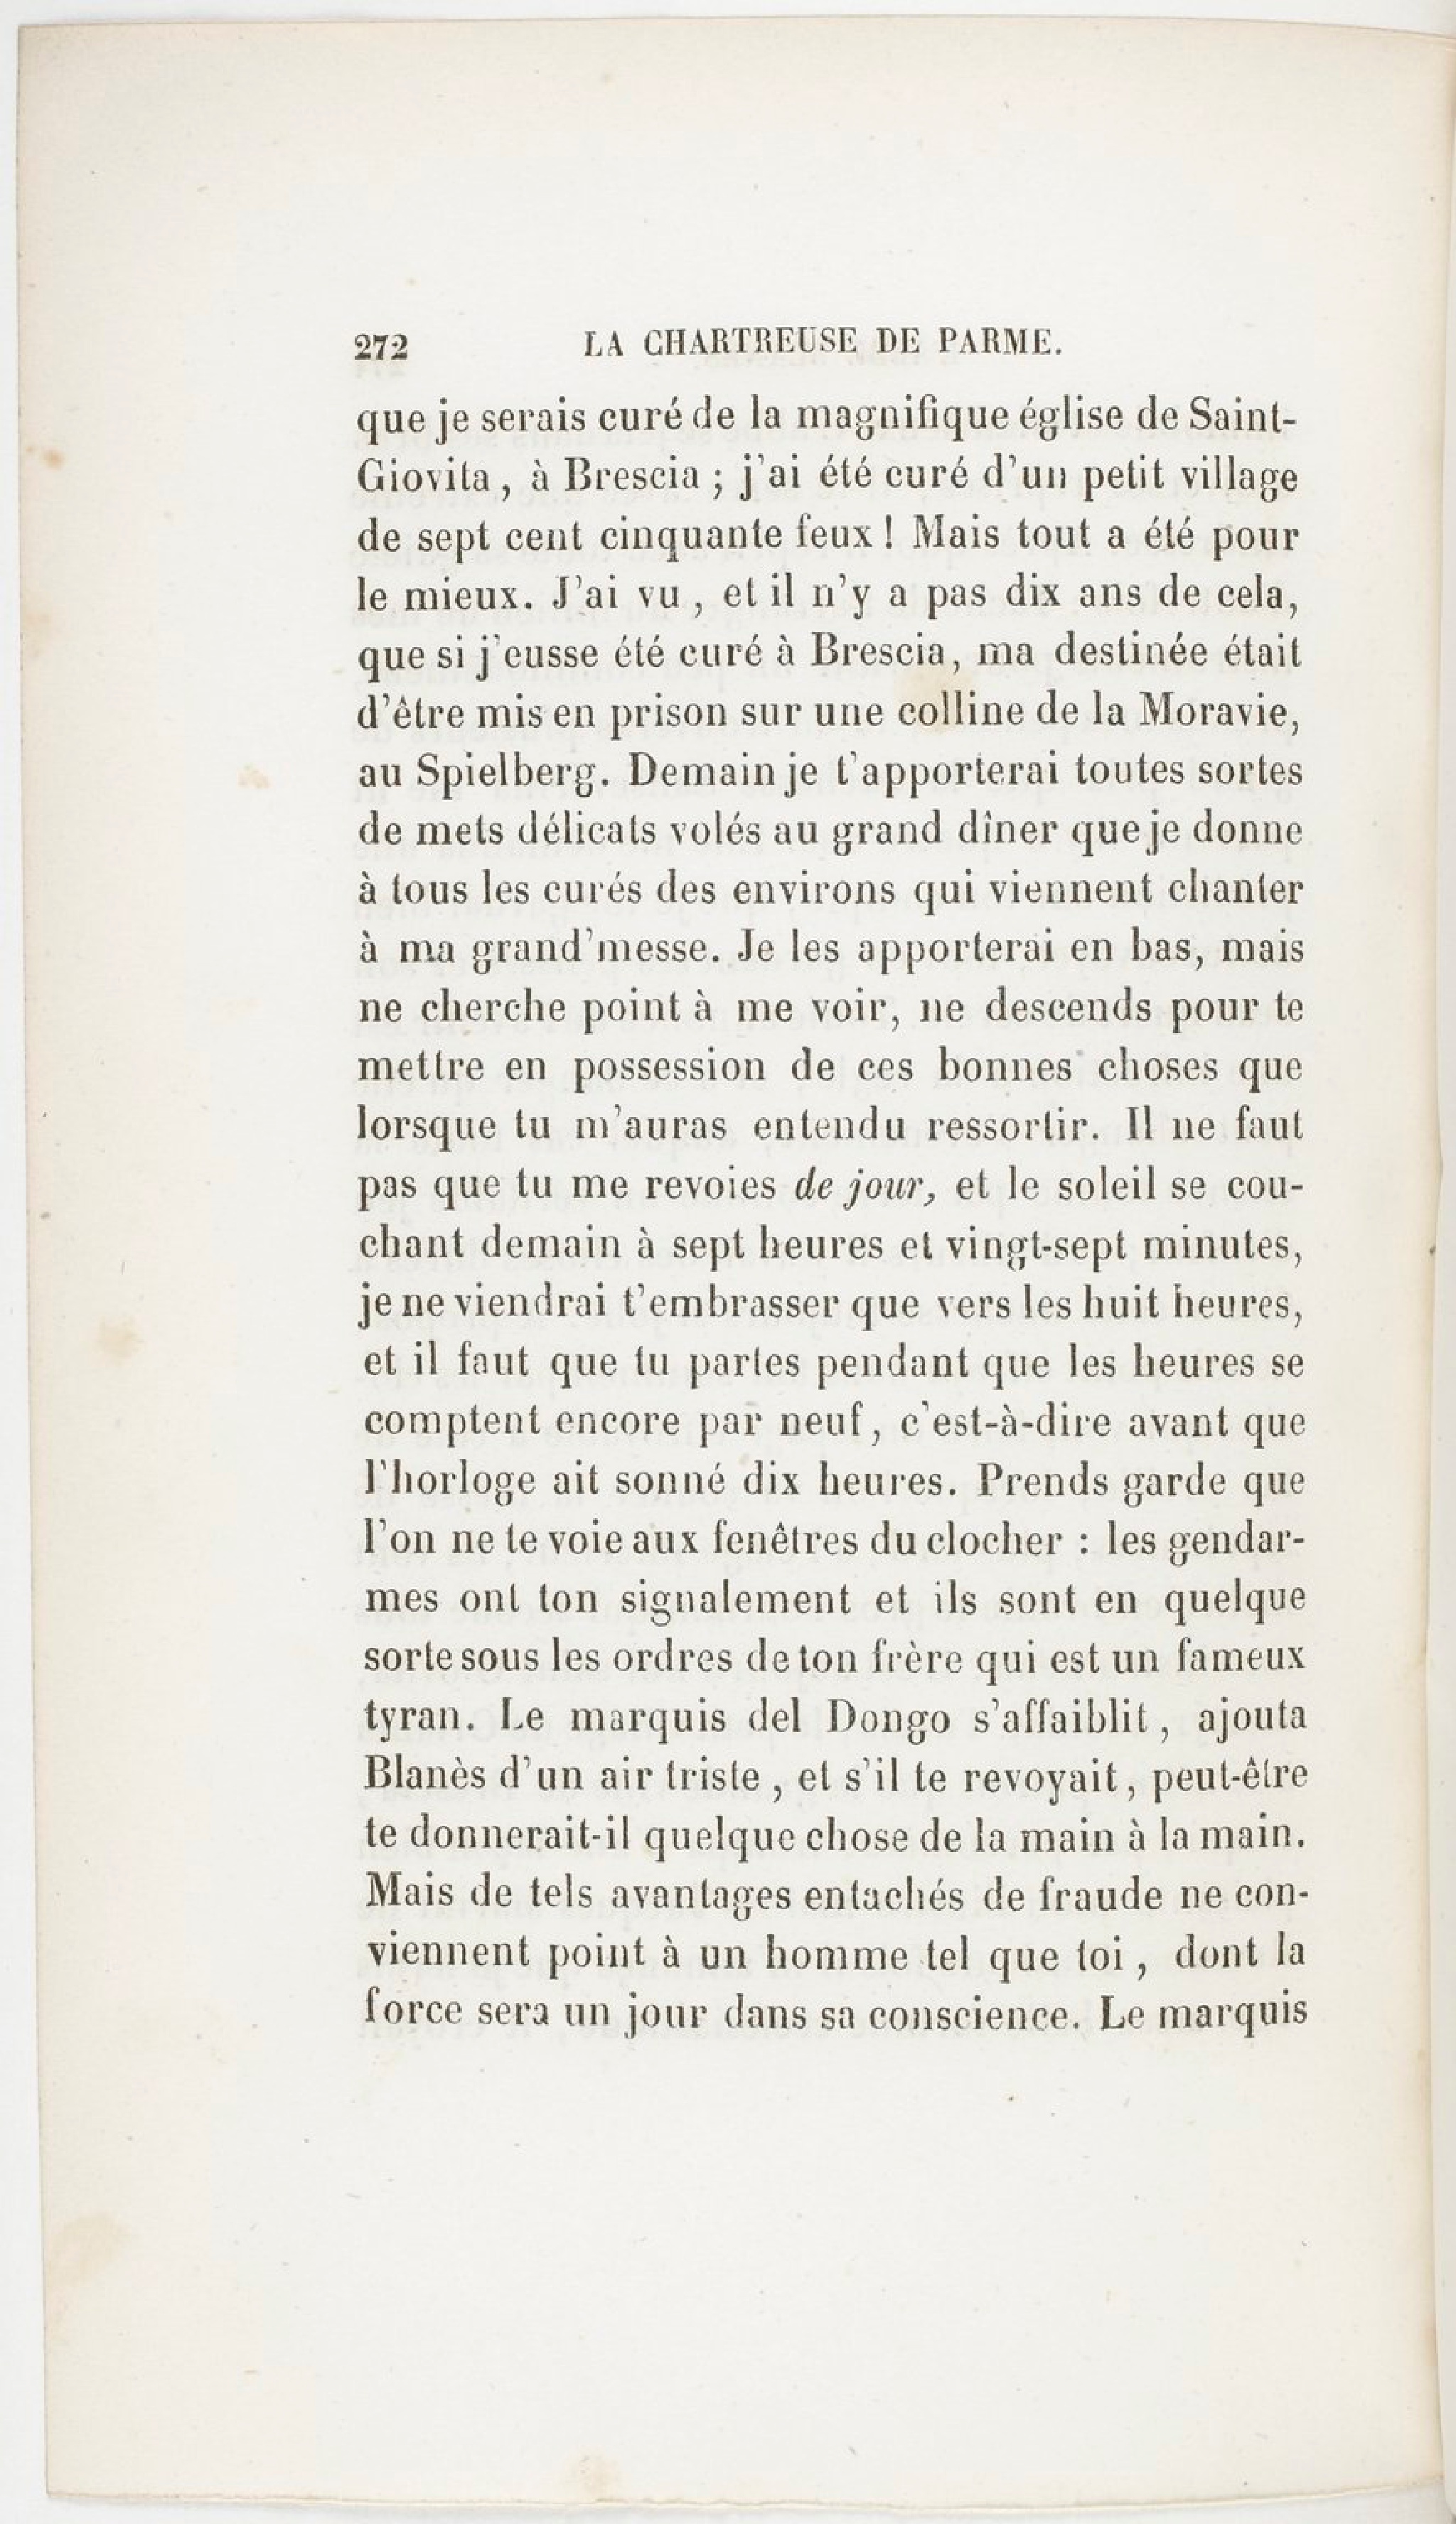 272 LA CHARTREUSE DE PARME.
que je serais curé de la magnifique église de Saint-
Giovita, à Brescia ; j'ai été curé d'un petit village
de sept cent cinquante feux ! Mais tout a été pour
le mieux. J'ai vu, et il n'y a pas dix ans de cela,
que si j'eusse été curé à Brescia, ma destinée était
d'être mis en prison sur une colline de la Moravie,
au Spielberg. Demain je t'apporterai toutes sortes
de mets délicats volés au grand dîner que je donne
à tous les curés des environs qui viennent chanter
à ma grand'messe. Je les apporterai en bas, mais
ne cherche point à me voir, ne descends pour te
mettre en possession de ces bonnes choses que
lorsque tu m'auras entendu ressortir. Il ne faut
pas que tu me revoies de jour, et le soleil se cou-
chant demain à sept heures et vingt-sept minutes,
je ne viendrai t'embrasser que vers les huit heures,
et il faut que tu partes pendant que les heures se
comptent encore par neuf, c'est-à-dire avant que
l'horloge ait sonné dix heures. Prends garde que
l'on ne te voie aux fenêtres du clocher : les gendar-
mes ont ton signalement et ils sont en quelque
sorte sous les ordres de ton frère qui est un fameux
tyran. Le marquis del Dongo s'affaiblit, ajouta
Blanès d'un air triste, et s'il te revoyait, peut-être
te donnerait-il quelque chose de la main à la main.
Mais de tels avantages entachés de fraude ne con-
viennent point à un homme tel que toi, dont la
force sera un jour dans sa conscience. Le marquis